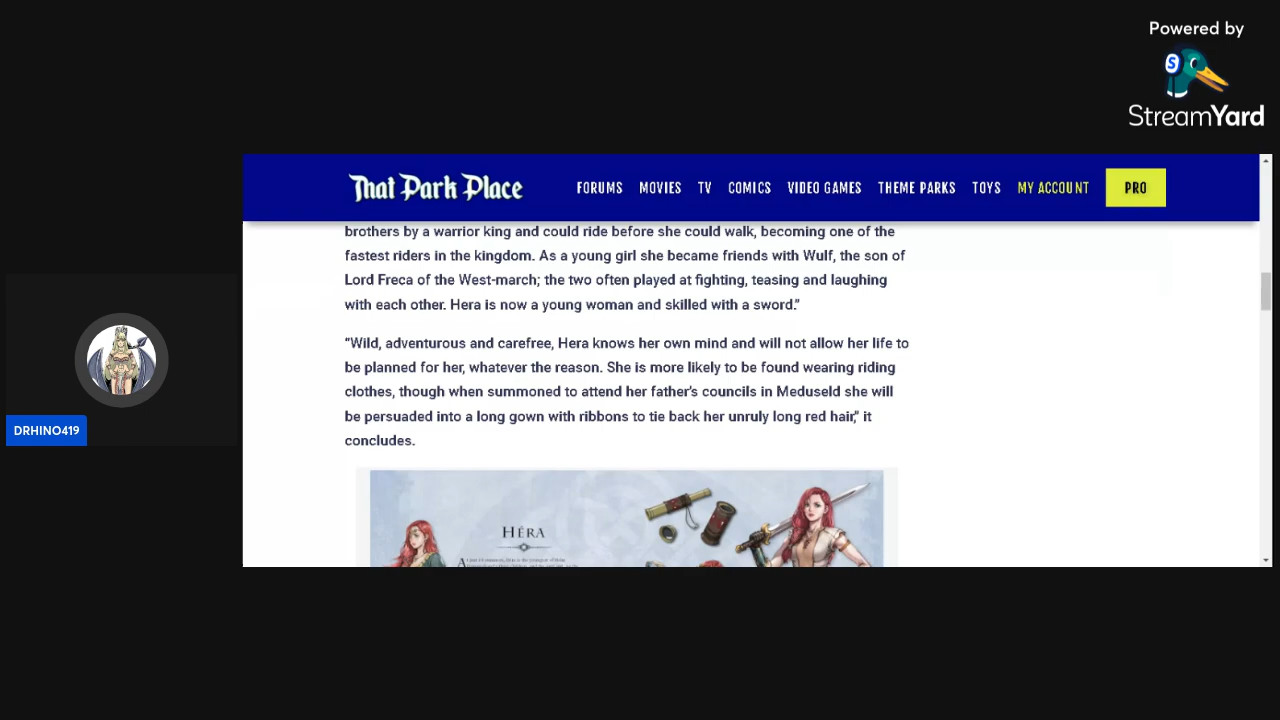 Powered by
StreamYard
That Park Place
FORUMS MOVIES TV COMICS VIDEO GAMES THEME PARKS TOYS MY ACCOUNT PRO
brothers by a warrior king and could ride before she could walk, becoming one of the
fastest riders in the kingdom. As a young girl she became friends with Wulf, the son of
Lord Freca of the West-march; the two often played at fighting, teasing and laughing
with each other. Hera is now a young woman and skilled with a sword.”
“Wild, adventurous and carefree, Hera knows her own mind and will not allow her life to
be planned for her, whatever the reason. She is more likely to be found wearing riding
clothes, though when summoned to attend her father’s councils in Meduseld she will
be persuaded into a long gown with ribbons to tie back her unruly long red hair,” it
concludes.
HÉRA
DRHINO419